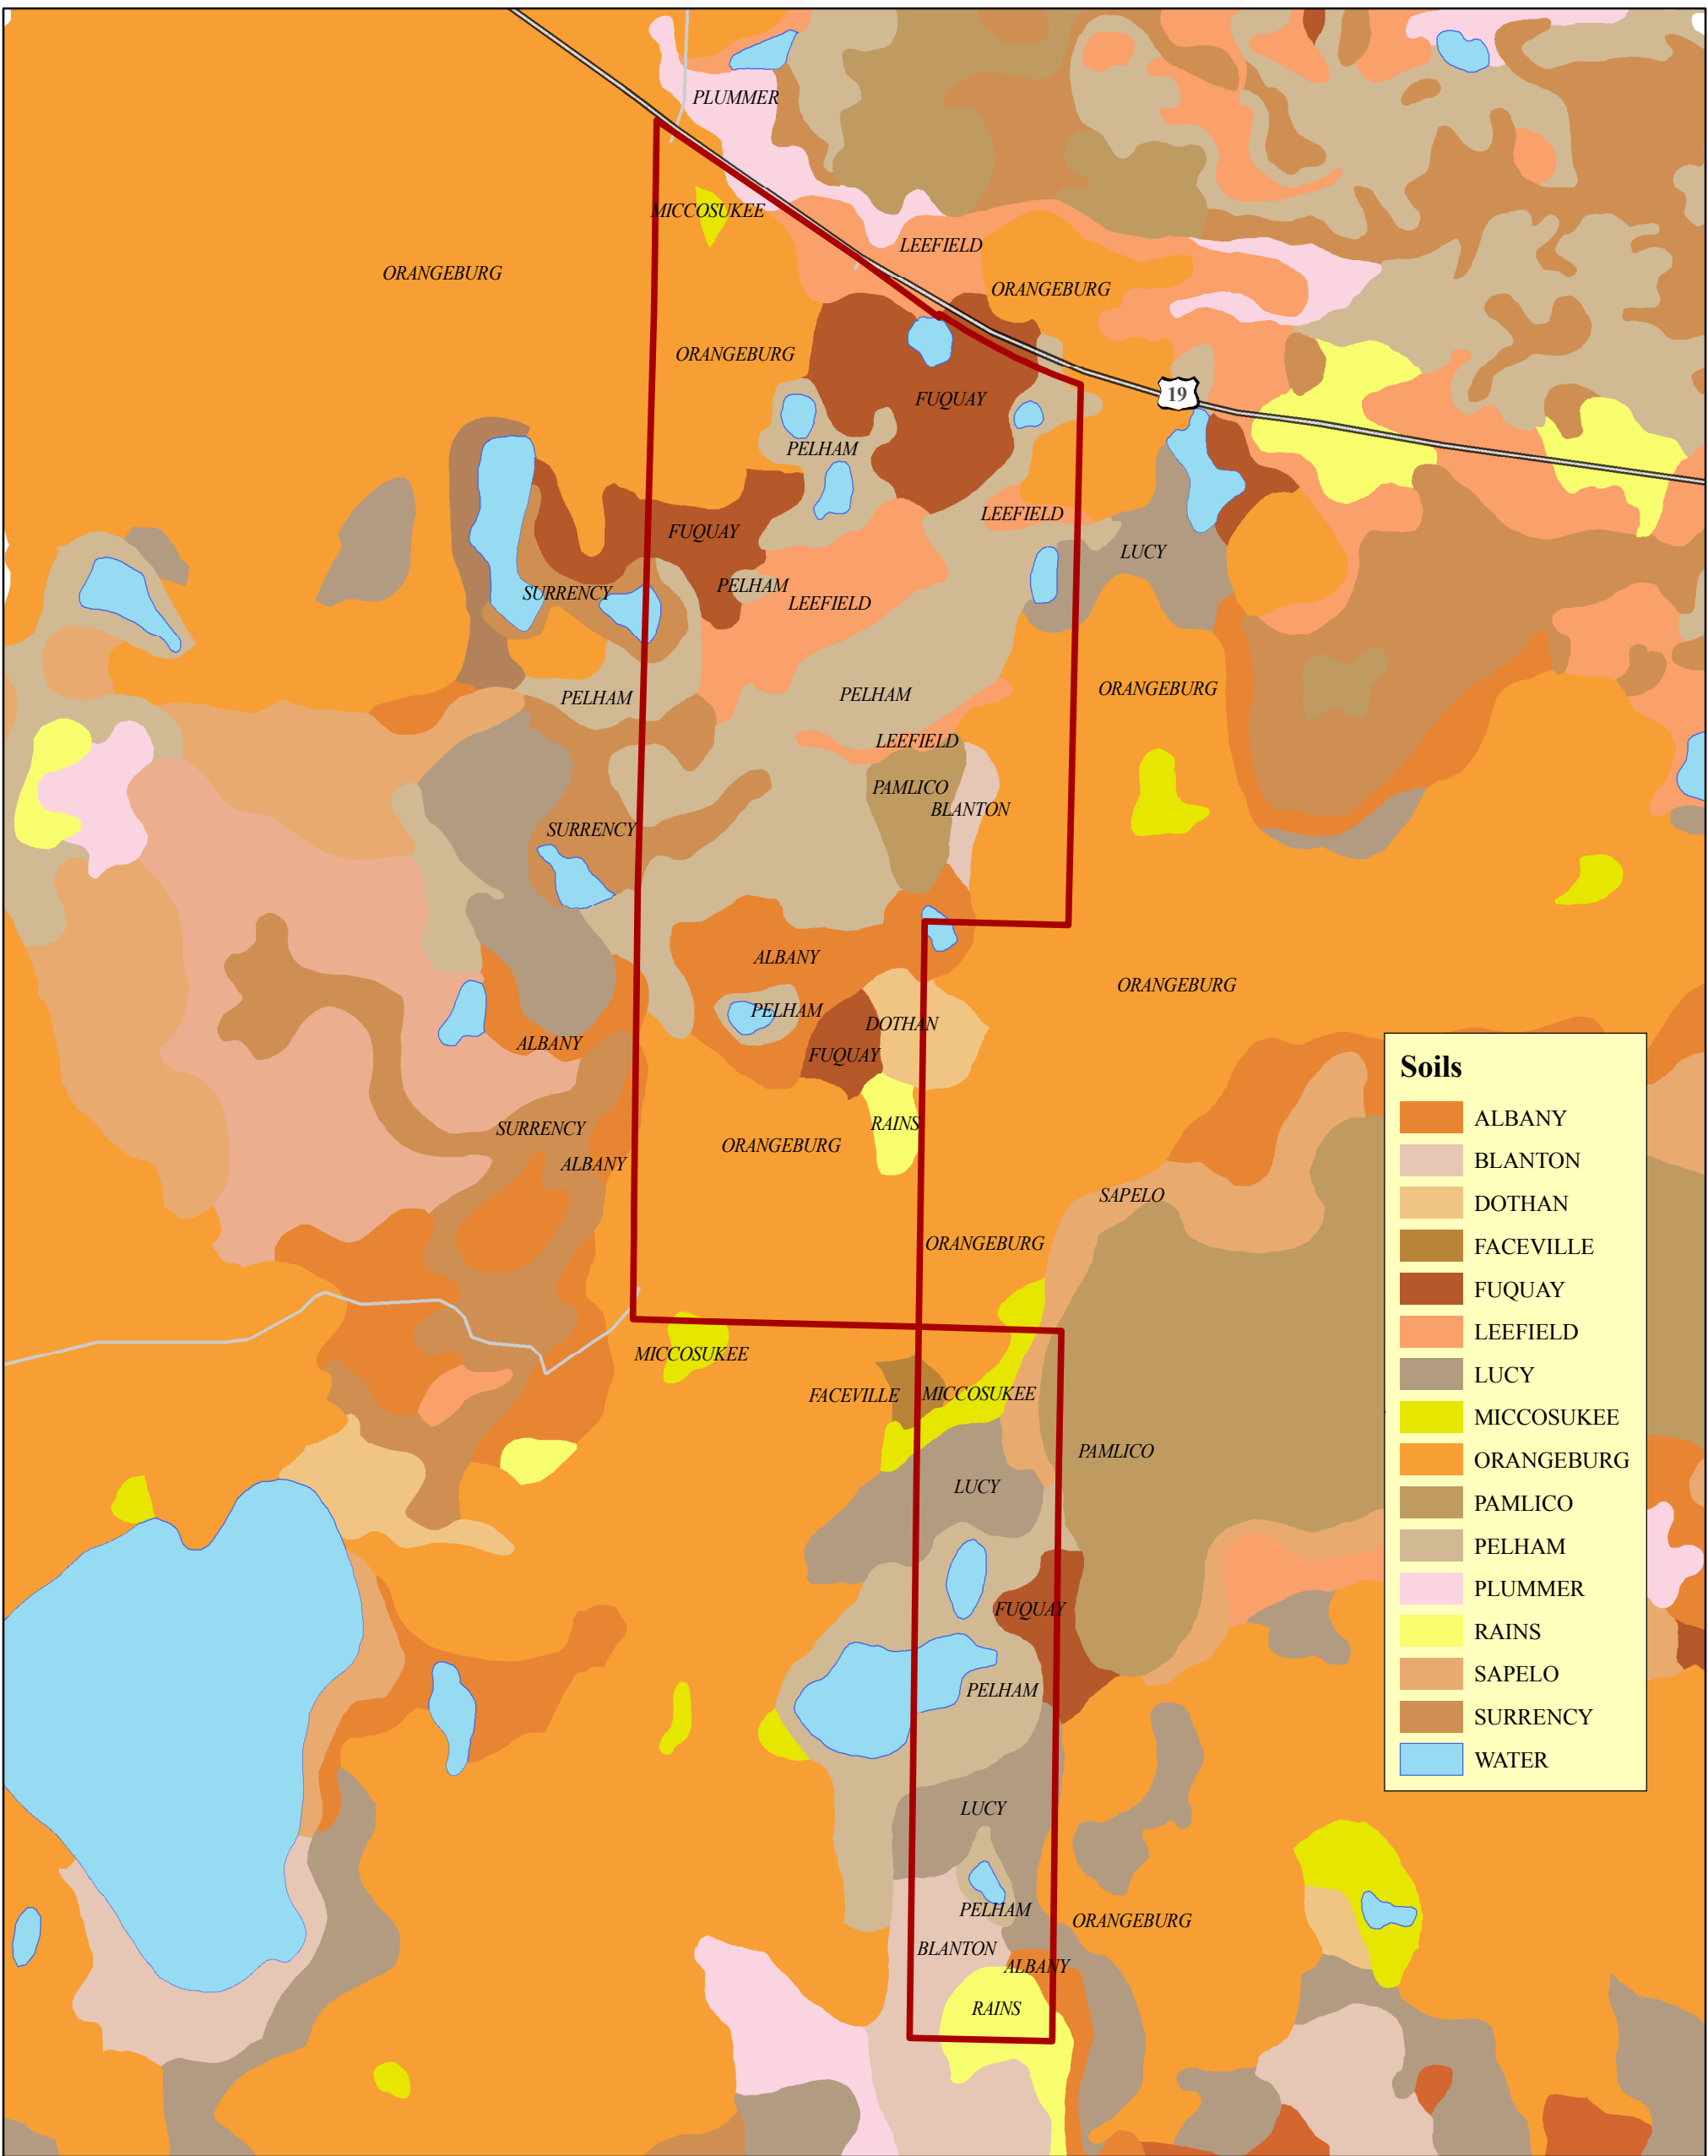 PLUMMER
MICCOSUKEE
LEEFIELD
ORANGEBURG
ORANGEBURG
ORANGEBURG
19
FUQUAY
PELHAM
LEEFIELD
FUQUAY
LUCY
PELHAM
SURRENCY
LEEFIELD
ORANGEBURG
PELHAM
PELHAM
LEEFIELD
PAMLICO
BLANTON
SURRENCY
ALBANY
ORANGEBURG
PELHAM
DOTHAN
ALBANY
FUQUAY
RAINS
SURRENCY
ORANGEBURG
ALBANY
SAPELO
ORANGEBURG
MICCOSUKEE
FACEVILLE
MICCOSUKEE
PAMLICO
LUCY
FUQUAY
PELHAM
LUCY
PELHAM
ORANGEBURG
BLANTON
ALBANY
RAINS
Soils
ALBANY
BLANTON
DOTHAN
FACEVILLE
FUQUAY
LEEFIELD
LUCY
MICCOSUKEE
ORANGEBURG
PAMLICO
PELHAM
PLUMMER
RAINS
SAPELO
SURRENCY
WATER